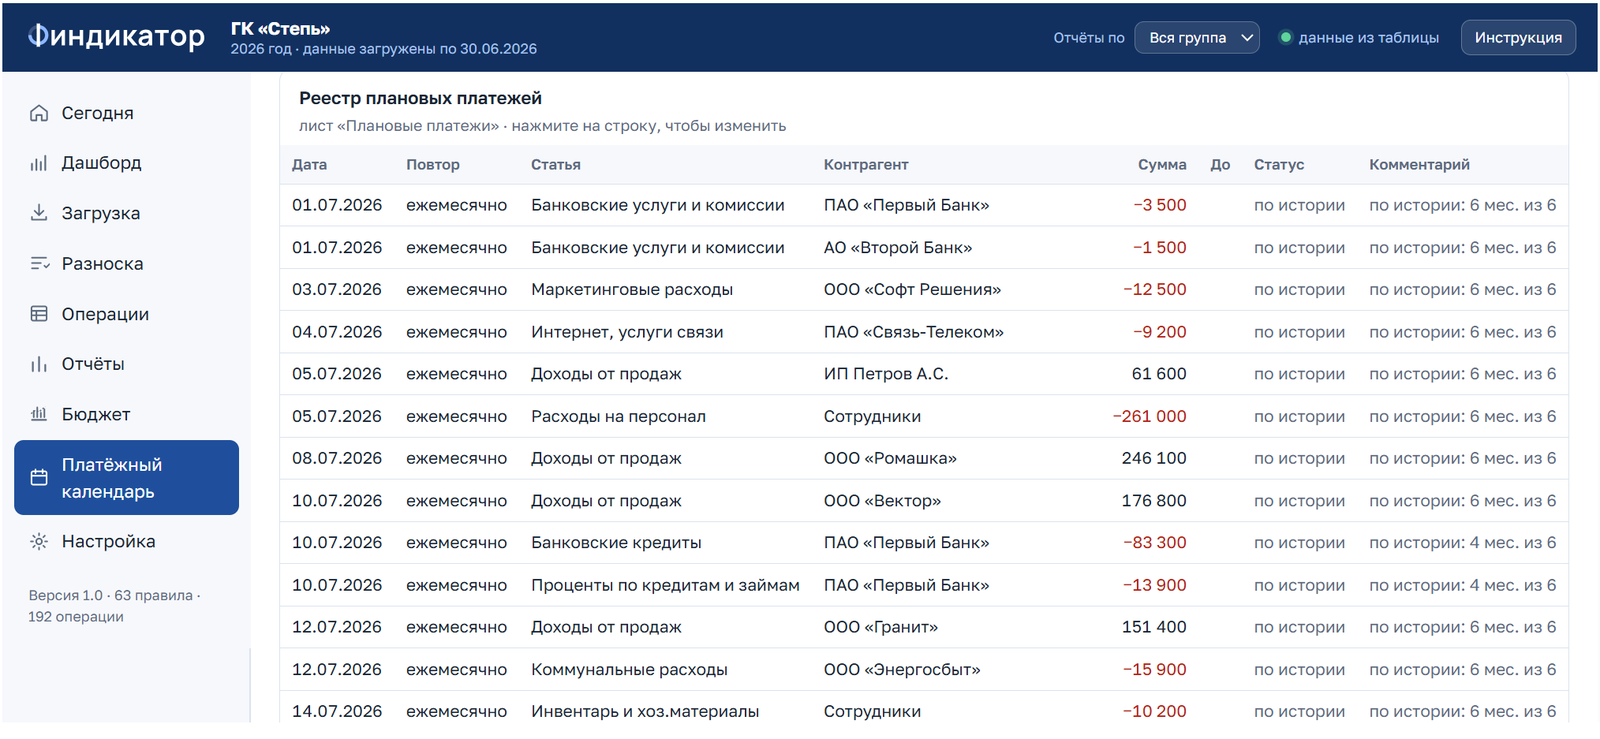 Финдикатор
ГК «Степь»
2026 год · данные загружены по 30.06.2026
Отчёты по Вся группа данные из таблицы Инструкция
Сегодня
Дашборд
Загрузка
Разноска
Операции
Отчёты
Бюджет
Платёжный
календарь
Настройка
Версия 1.0 · 63 правила ·
192 операции
Реестр плановых платежей
лист «Плановые платежи» · нажмите на строку, чтобы изменить
Дата Повтор Статья Контрагент Сумма До Статус Комментарий
01.07.2026 ежемесячно Банковские услуги и комиссии ПАО «Первый Банк» −3 500 по истории по истории: 6 мес. из 6
01.07.2026 ежемесячно Банковские услуги и комиссии АО «Второй Банк» −1 500 по истории по истории: 6 мес. из 6
03.07.2026 ежемесячно Маркетинговые расходы ООО «Софт Решения» −12 500 по истории по истории: 6 мес. из 6
04.07.2026 ежемесячно Интернет, услуги связи ПАО «Связь-Телеком» −9 200 по истории по истории: 6 мес. из 6
05.07.2026 ежемесячно Доходы от продаж ИП Петров А.С. 61 600 по истории по истории: 6 мес. из 6
05.07.2026 ежемесячно Расходы на персонал Сотрудники −261 000 по истории по истории: 6 мес. из 6
08.07.2026 ежемесячно Доходы от продаж ООО «Ромашка» 246 100 по истории по истории: 6 мес. из 6
10.07.2026 ежемесячно Доходы от продаж ООО «Вектор» 176 800 по истории по истории: 6 мес. из 6
10.07.2026 ежемесячно Банковские кредиты ПАО «Первый Банк» −83 300 по истории по истории: 4 мес. из 6
10.07.2026 ежемесячно Проценты по кредитам и займам ПАО «Первый Банк» −13 900 по истории по истории: 4 мес. из 6
12.07.2026 ежемесячно Доходы от продаж ООО «Гранит» 151 400 по истории по истории: 6 мес. из 6
12.07.2026 ежемесячно Коммунальные расходы ООО «Энергосбыт» −15 900 по истории по истории: 6 мес. из 6
14.07.2026 ежемесячно Инвентарь и хоз.материалы Сотрудники −10 200 по истории по истории: 6 мес. из 6